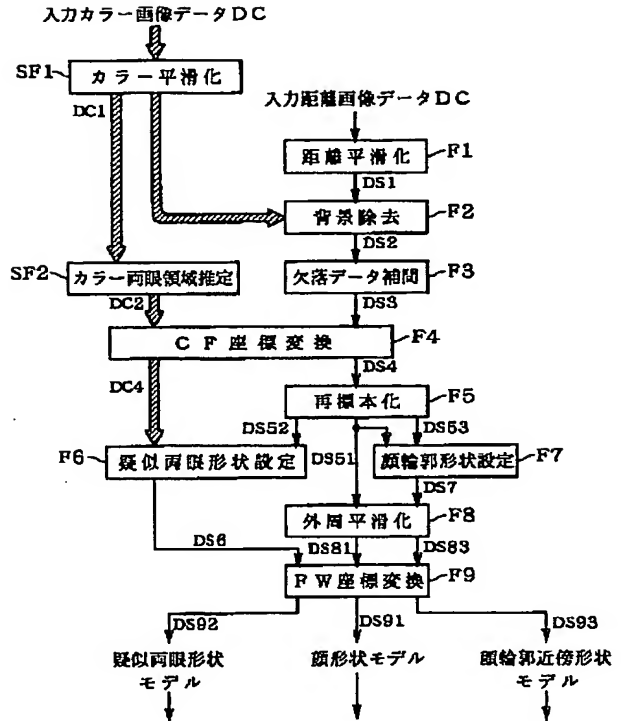 入力カラー画像データDC
SF1
カラー平滑化
DC1
入力距離画像データDC
距離平滑化
F1
DS1
背景除去
F2
DS2
SF2
カラー両眼領域推定
欠落データ補間
F3
DC2
DS3
CF座標変換
F4
DC4
DS4
再標本化
F5
DS52
DS53
F6
疑似両眼形状設定
DS51
顔輪郭形状設定
F7
DS7
外周平滑化
F8
DS6
DS81
DS83
FW座標変換
F9
DS92
DS91
DS93
疑似両眼形状
モデル
顔形状モデル
顔輪郭近傍形状
モデル